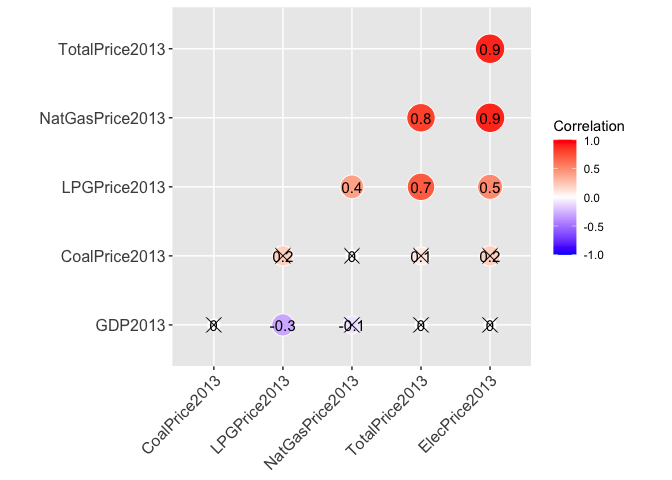 TotalPrice2013
0.9
NatGasPrice2013
0.8 0.9
LPGPrice2013
0.4 0.7 0.5
CoalPrice2013
0.2 0 0.1 0.2
GDP2013
0 -0.3 -0.1 0 0
CoalPrice2013
LPGPrice2013
NatGasPrice2013
TotalPrice2013
ElecPrice2013
Correlation
1.0
0.5
0.0
-0.5
-1.0